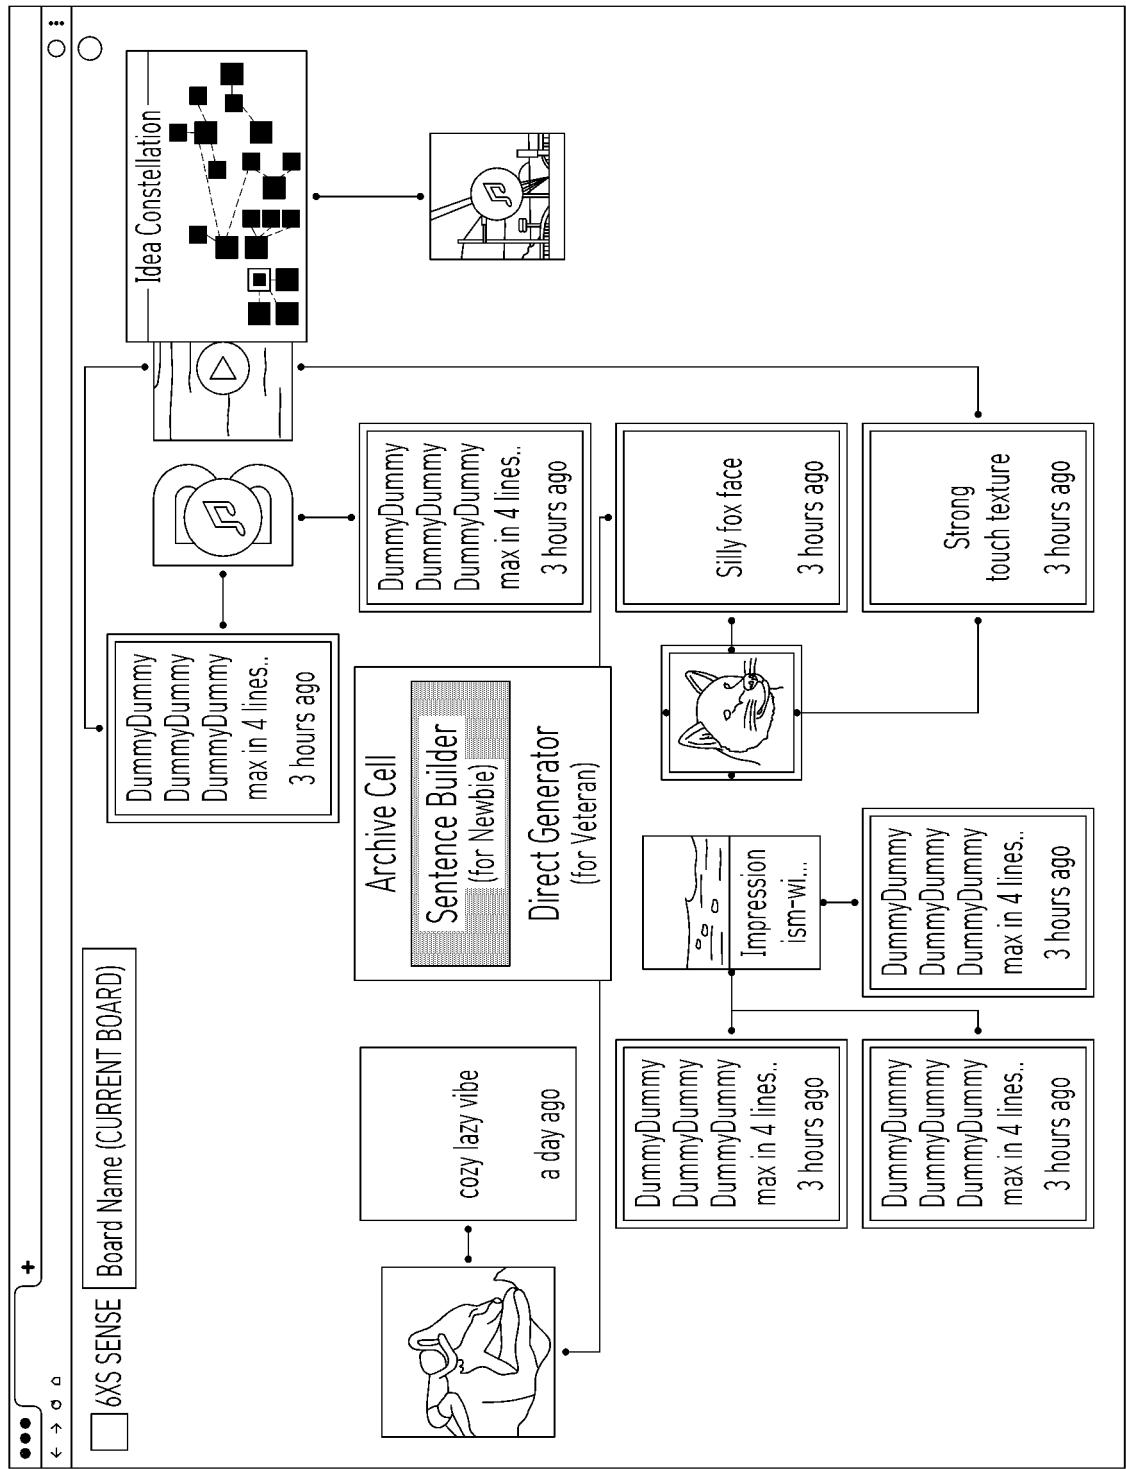 6XS SENSE
Board Name (CURRENT BOARD)
DummyDummy
DummyDummy
DummyDummy
max in 4 lines..
3 hours ago
Idea Constellation
cozy lazy vibe
a day ago
Archive Cell
Sentence Builder
(for Newbie)
Direct Generator
(for Veteran)
DummyDummy
DummyDummy
DummyDummy
max in 4 lines..
3 hours ago
DummyDummy
DummyDummy
DummyDummy
max in 4 lines..
3 hours ago
Impression
ism-wi...
Silly fox face
3 hours ago
DummyDummy
DummyDummy
DummyDummy
max in 4 lines..
3 hours ago
DummyDummy
DummyDummy
DummyDummy
max in 4 lines..
3 hours ago
Strong
touch texture
3 hours ago